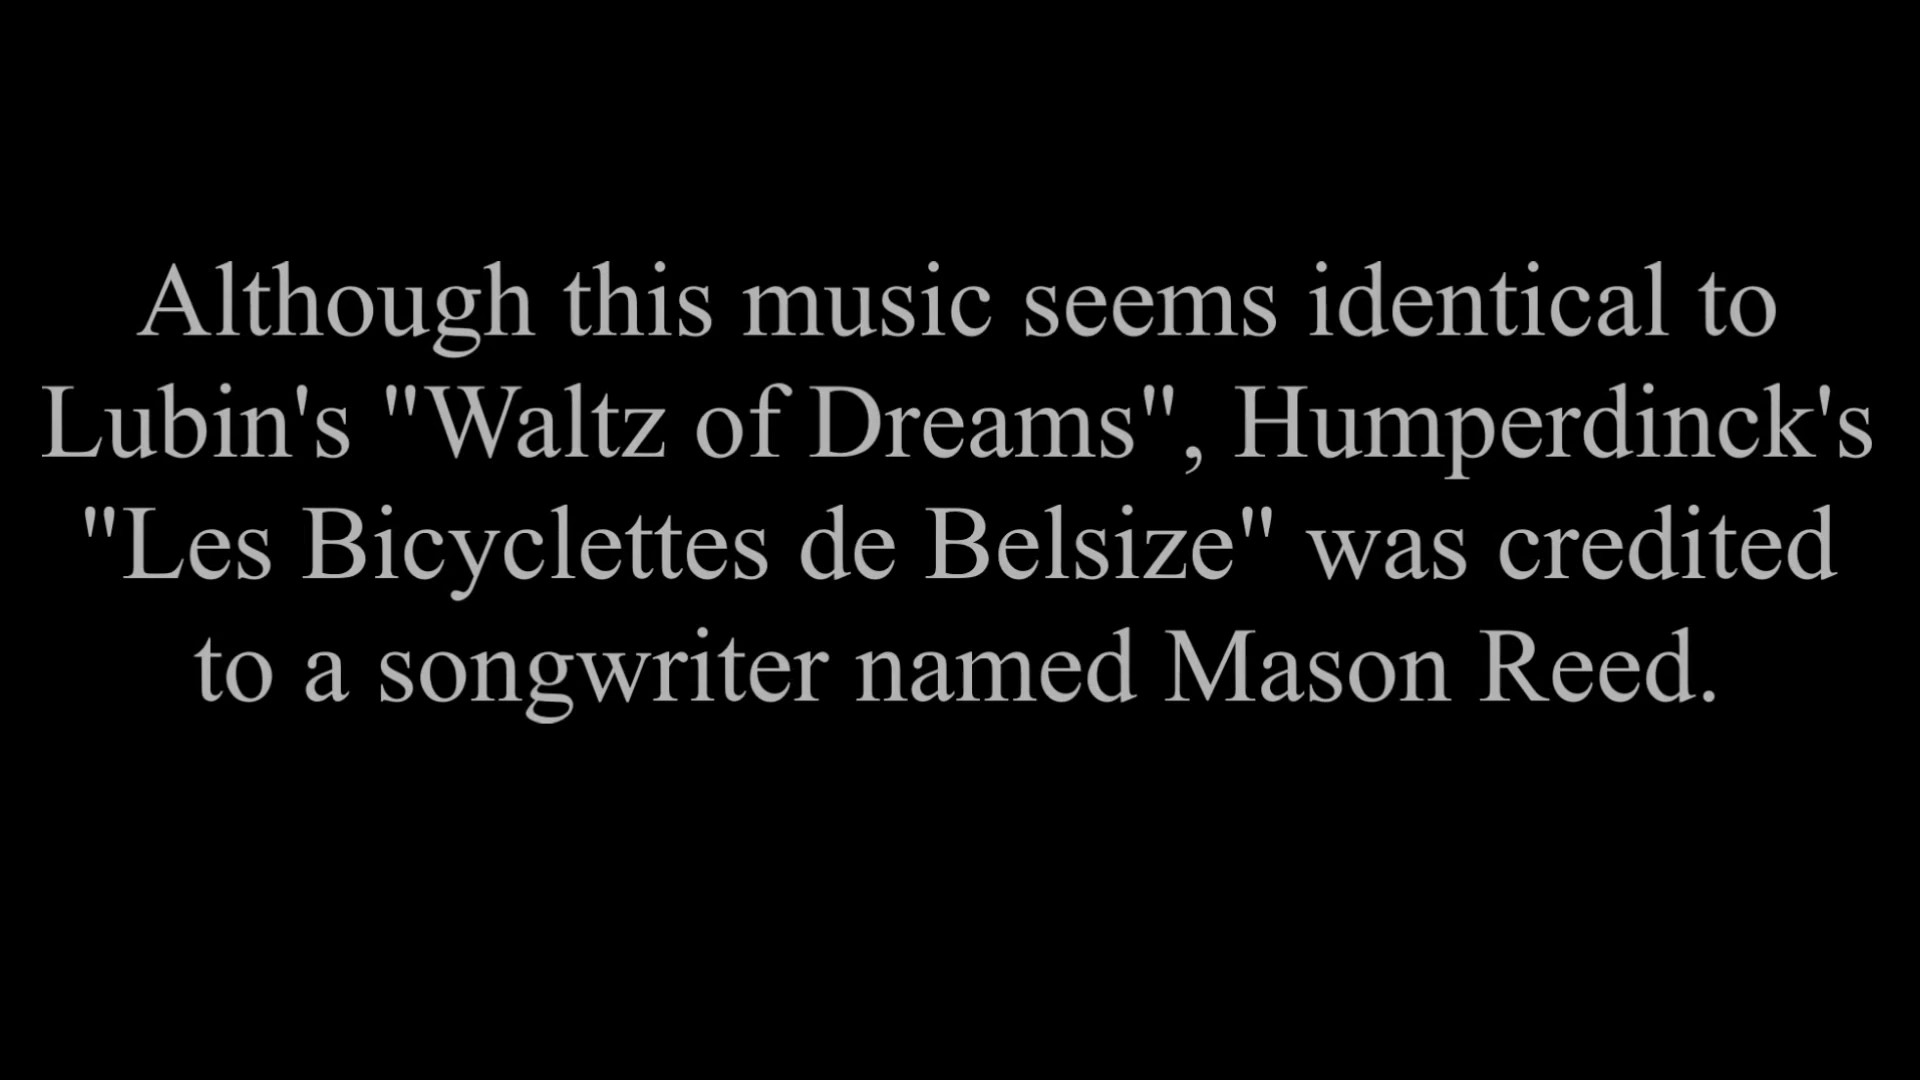 Although this music seems identical to
Lubin's "Waltz of Dreams", Humperdinck's
"Les Bicyclettes de Belsize" was credited
to a songwriter named Mason Reed.